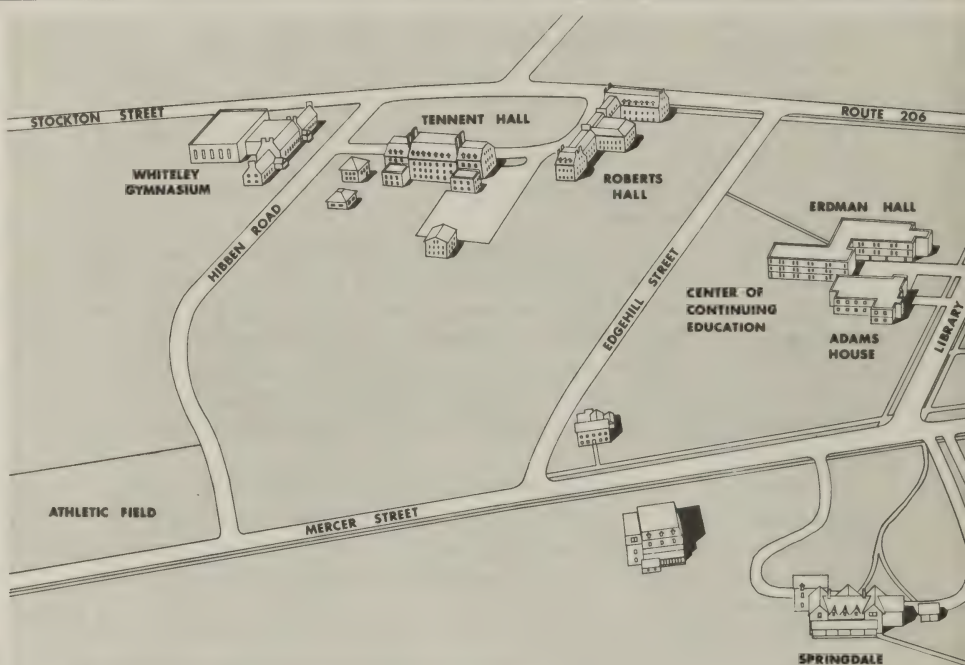 STOCKTON STREET
ROUTE 206
TENNENT HALL
WHITELEY
GYMNASIUM
ROBERTS
HALL
ERDMAN HALL
HIBBEN ROAD
EDGEHILL STREET
CENTER OF
CONTINUING
EDUCATION
ADAMS
HOUSE
LIBRARY
ATHLETIC FIELD
MERCER STREET
SPRINGDALE